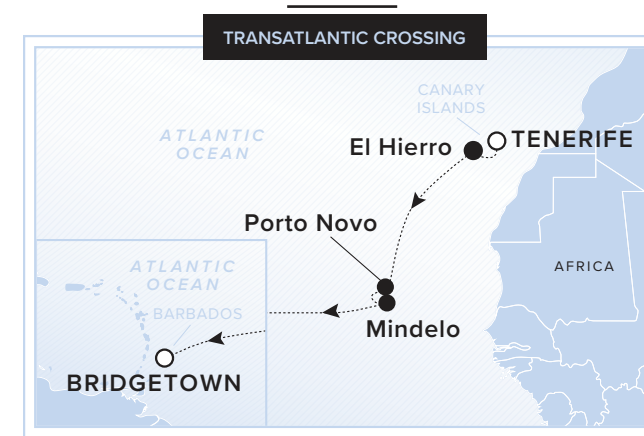 TRANSATLANTIC CROSSING
CANARY
ISLANDS
ATLANTIC
OCEAN
El Hierro
TENERIFE
Porto Novo
AFRICA
ATLANTIC
OCEAN
BARBADOS
Mindelo
BRIDGETOWN